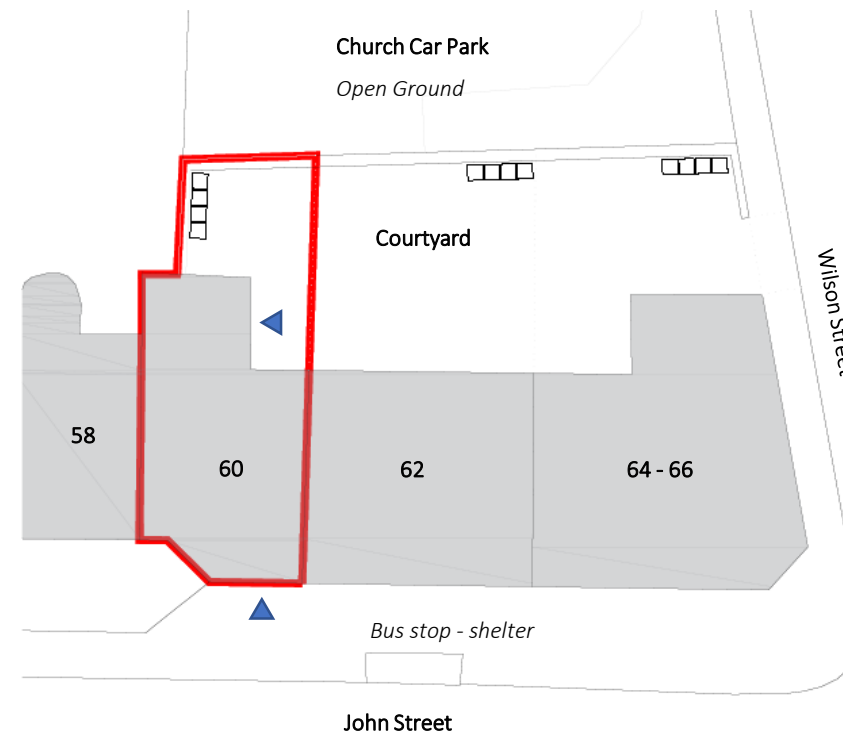 Church Car Park
Open Ground
Courtyard
Wilson Street
58
60
62
64 - 66
Bus stop - shelter
John Street